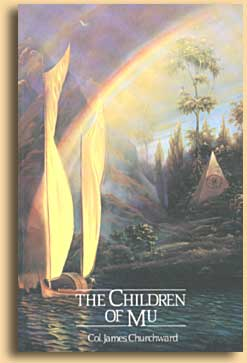 THE CHILDREN
OF MU
Col. James Churchward